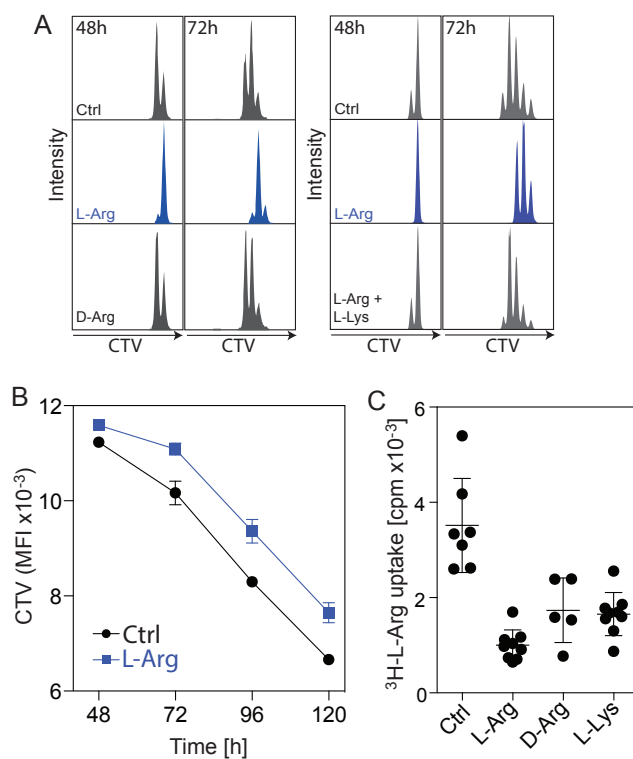 A
48h 72h
48h 72h
Intensity
Ctrl
L-Arg
D-Arg
CTV CTV
Intensity
Ctrl
L-Arg
L-Arg +
L-Lys
CTV CTV
B
CTV (MFI x10⁻³)
12
10
8
6
Ctrl
L-Arg
48 72 96 120
Time [h]
C
³H-L-Arg uptake [cpm x10⁻³]
6
4
2
0
Ctrl
L-Arg
D-Arg
L-Lys